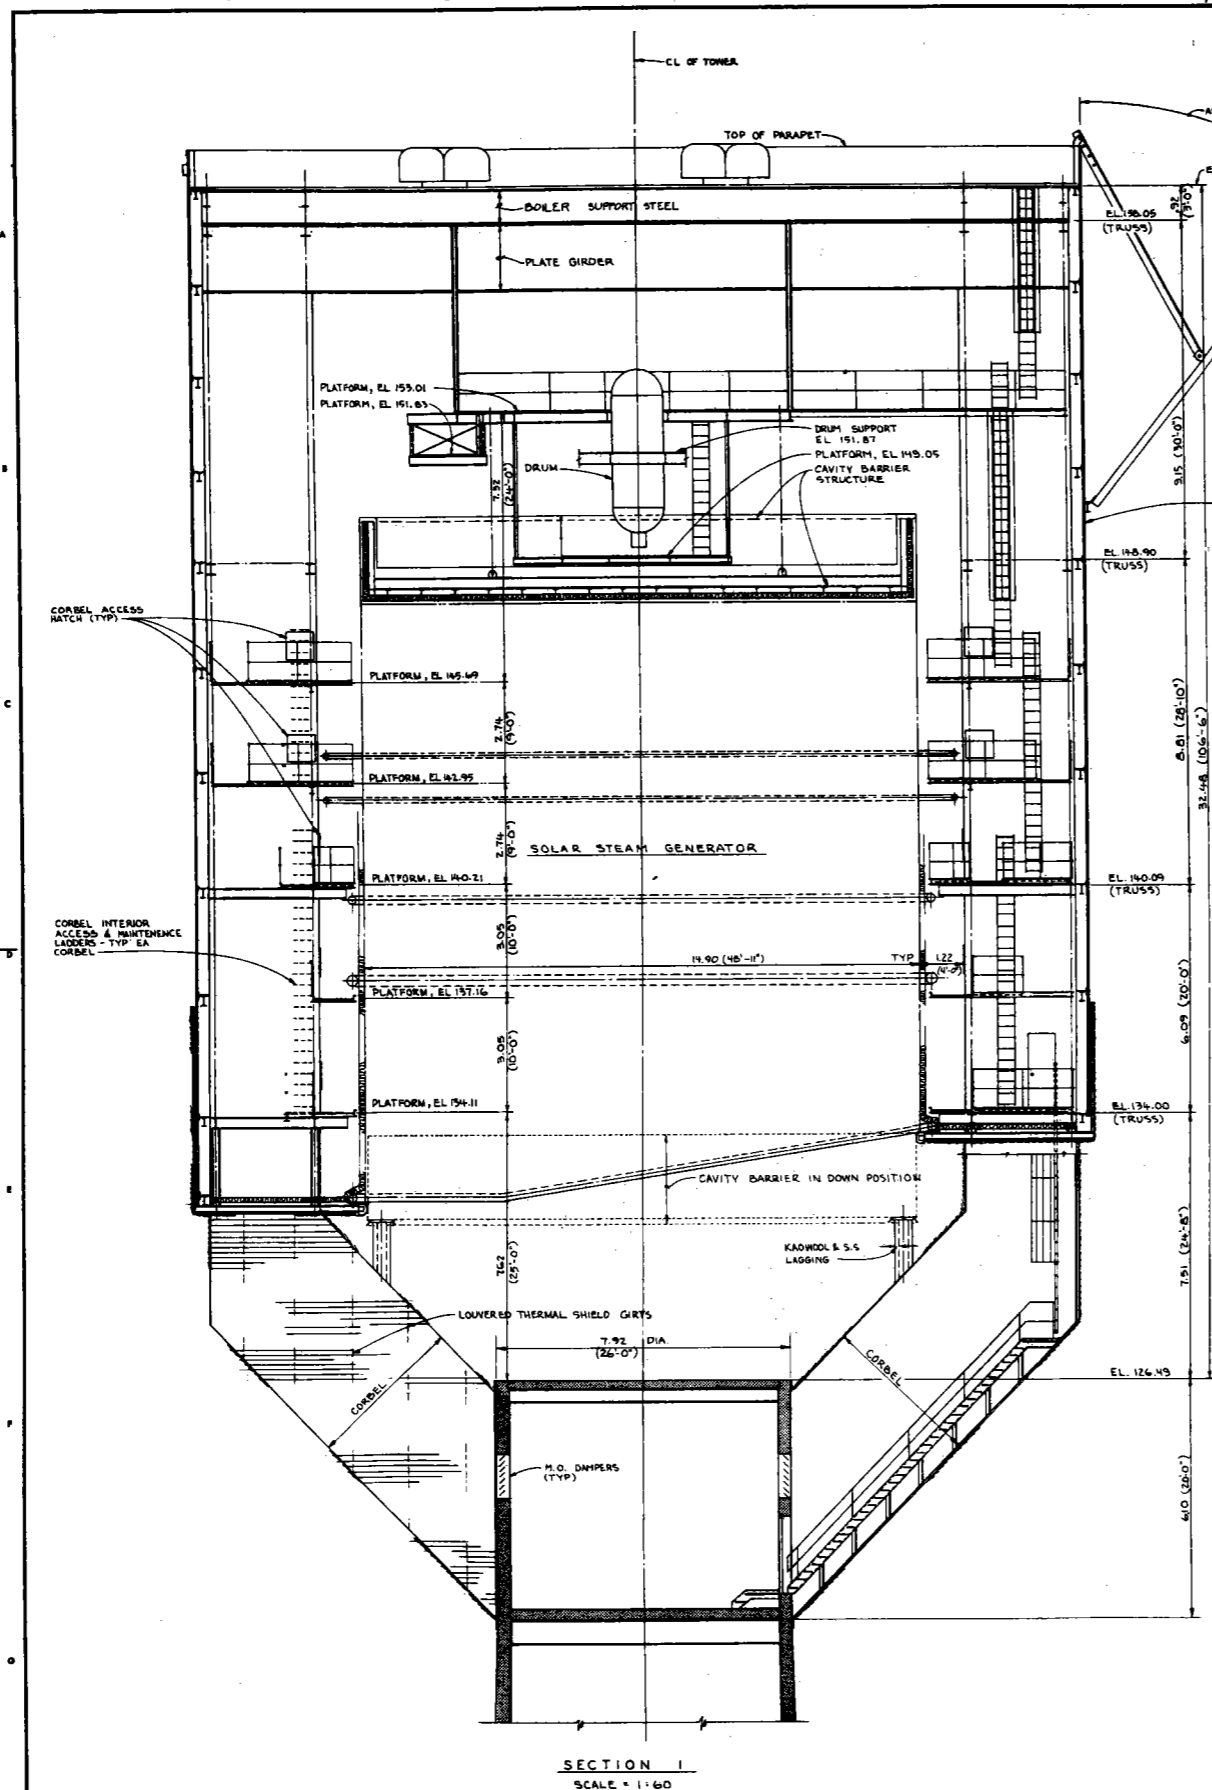 CL OF TOWER
TOP OF PARAPET
BOILER SUPPORT STEEL
PLATE GIRDER
EL.158.05
(TRUSS)
2.92
PLATFORM, EL 153.01
PLATFORM, EL 151.83
DRUM SUPPORT
EL 151.87
PLATFORM, EL 149.05
CAVITY BARRIER
STRUCTURE
DRUM
7.32
(24'-0")
9.15 (30'-0")
EL.148.90
(TRUSS)
CORBEL ACCESS
HATCH (TYP)
PLATFORM, EL 145.69
2.74
(9'-0")
8.81 (28'-10")
32.48 (106'-6")
PLATFORM, EL 142.95
2.74
(9'-0")
SOLAR STEAM GENERATOR
PLATFORM, EL 140.21
EL.140.09
(TRUSS)
CORBEL INTERIOR
ACCESS & MAINTENENCE
LADDERS - TYP EA
CORBEL
3.05
(10'-0")
14.90 (48'-11")
TYP
1.22
(4'-0")
PLATFORM, EL 137.16
6.09 (20'-0")
3.05
(10'-0")
PLATFORM, EL 134.11
EL.134.00
(TRUSS)
CAVITY BARRIER IN DOWN POSITION
7.62
(25'-0")
KAOWOOL & S.S
LAGGING
7.51 (24'-8")
LOUVERED THERMAL SHIELD GIRTS
7.92 DIA.
(26'-0")
CORBEL
CORBEL
EL. 126.49
M.O. DAMPERS
(TYP)
6.10 (20'-0")
SECTION 1
SCALE = 1:60
A
B
C
D
E
F
G